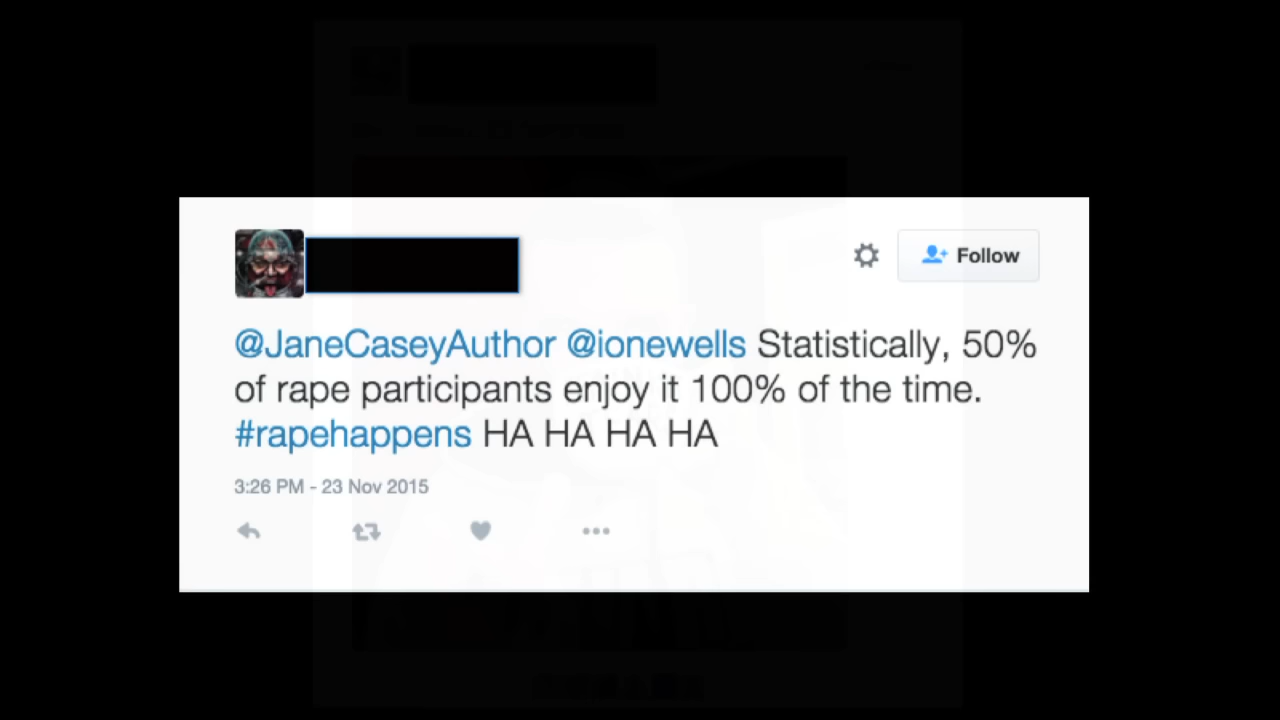 Follow
@JaneCaseyAuthor @ionewells Statistically, 50%
of rape participants enjoy it 100% of the time.
#rapehappens HA HA HA HA
3:26 PM - 23 Nov 2015